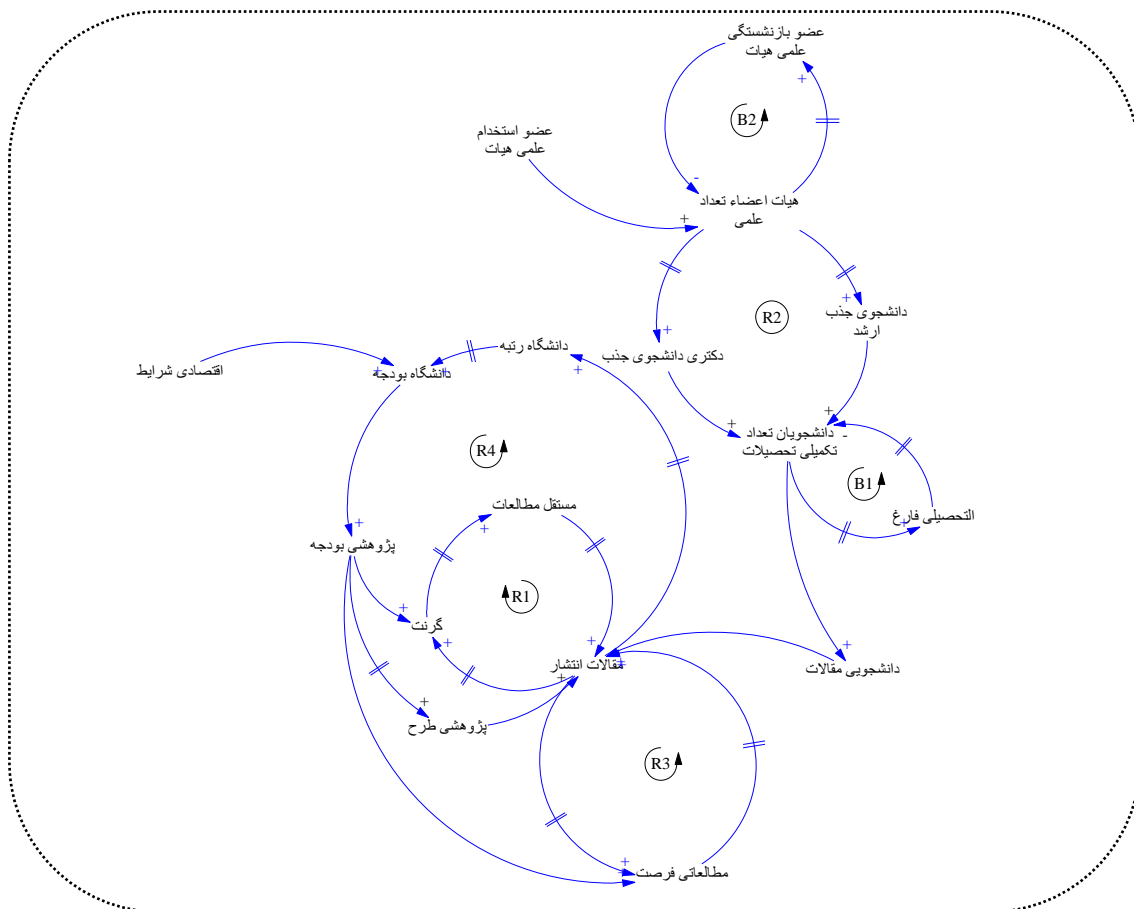 عضو بازنشستگی
علمی هیات
B2
عضو استخدام
علمی هیات
+
-
هیات اعضاء تعداد
علمی
+
+
+
R2
دانشجوی جذب
ارشد
+
دانشگاه رتبه
دکتری دانشجوی جذب
اقتصادی شرایط
+
+
دانشگاه بودجه
+
+
+
-
دانشجویان تعداد
تکمیلی تحصیلات
R4
B1
مستقل مطالعات
+
التحصیلی فارغ
+
+
پژوهشی بودجه
R1
+
گرنت
+
+
+
مقالات انتشار
+
+
دانشجویی مقالات
+
+
پژوهشی طرح
R3
+
+
مطالعاتی فرصت